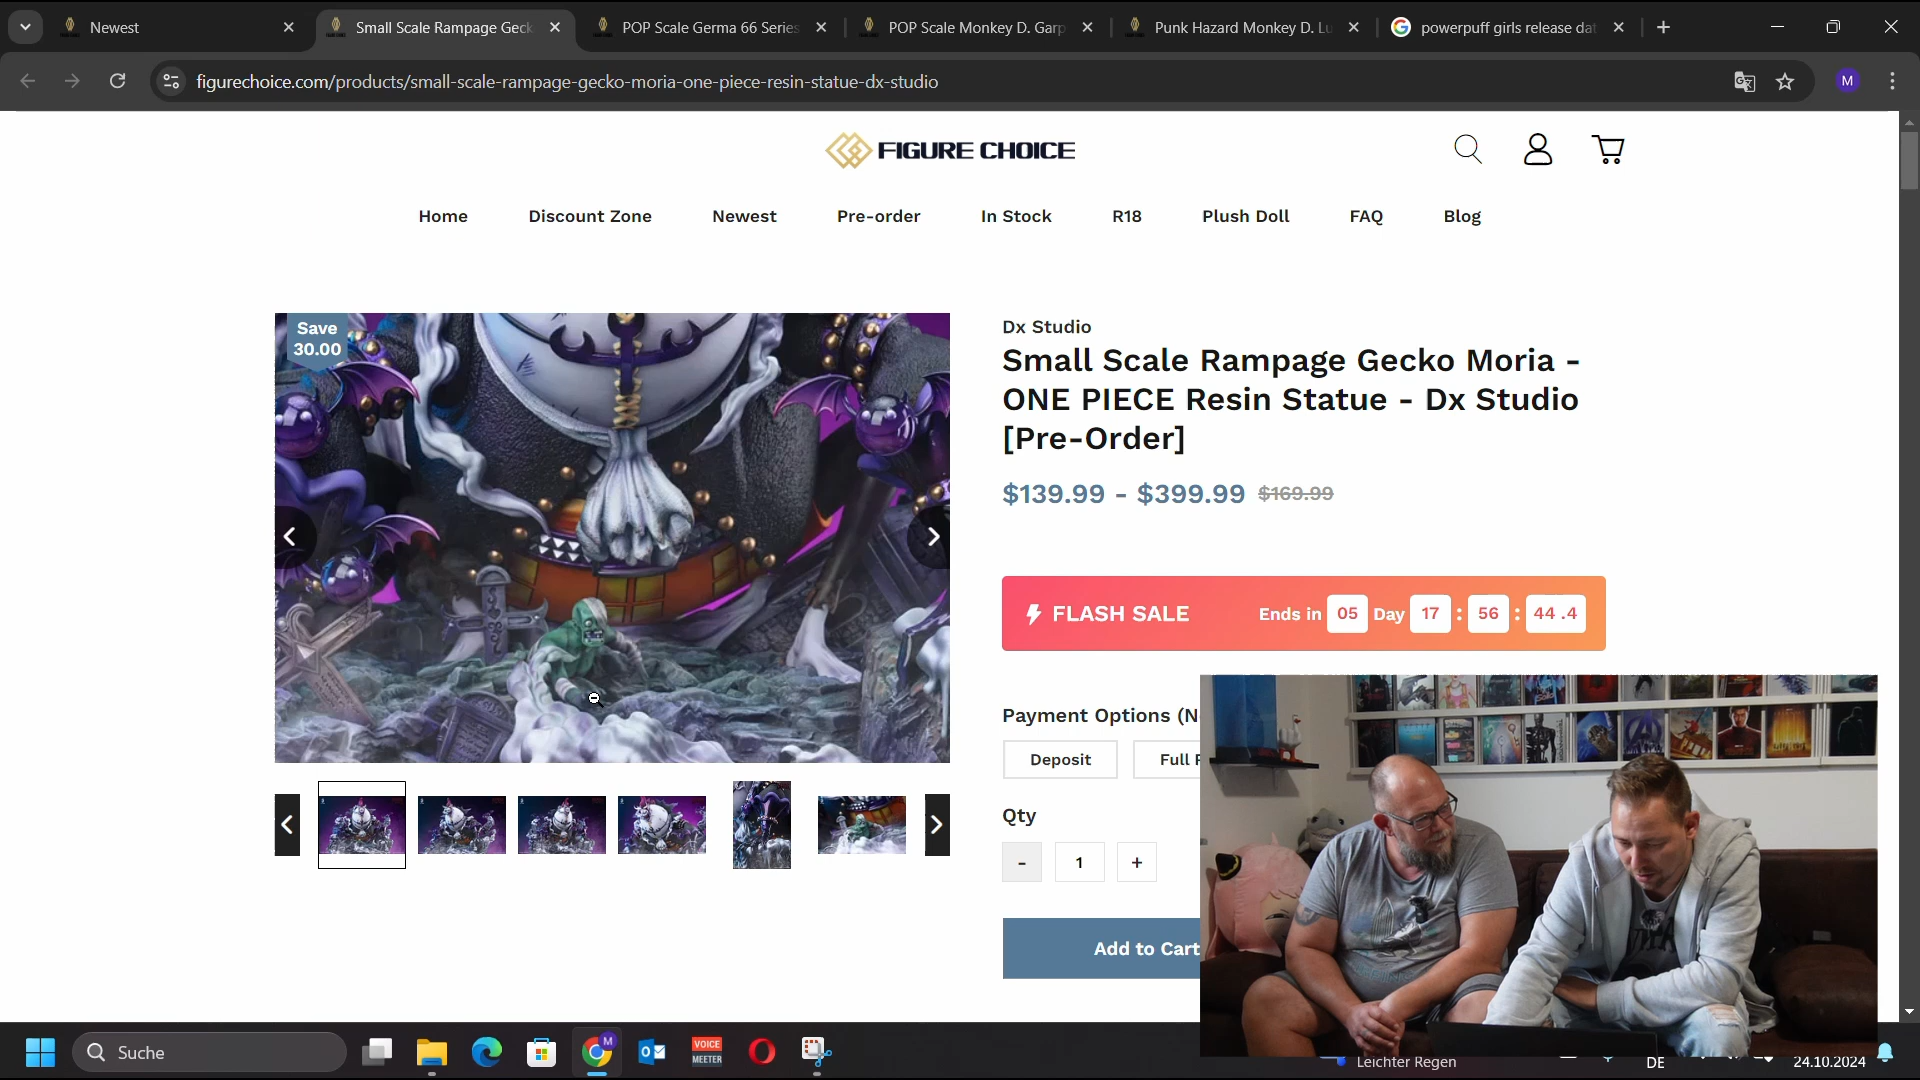 Newest
Small Scale Rampage Geck
POP Scale Germa 66 Series
POP Scale Monkey D. Garp
Punk Hazard Monkey D. Lu
powerpuff girls release dat
figurechoice.com/products/small-scale-rampage-gecko-moria-one-piece-resin-statue-dx-studio
M
FIGURE CHOICE
Home
Discount Zone
Newest
Pre-order
In Stock
R18
Plush Doll
FAQ
Blog
Save
30.00
Dx Studio
Small Scale Rampage Gecko Moria -
ONE PIECE Resin Statue - Dx Studio
[Pre-Order]
$139.99 - $399.99 $169.99
FLASH SALE Ends in 05 Day 17 : 56 : 44 .4
Payment Options (N
Deposit
Full P
Qty
- 1 +
Add to Cart
Suche
M
VOICE
MEETER
Leichter Regen
DE
24.10.2024